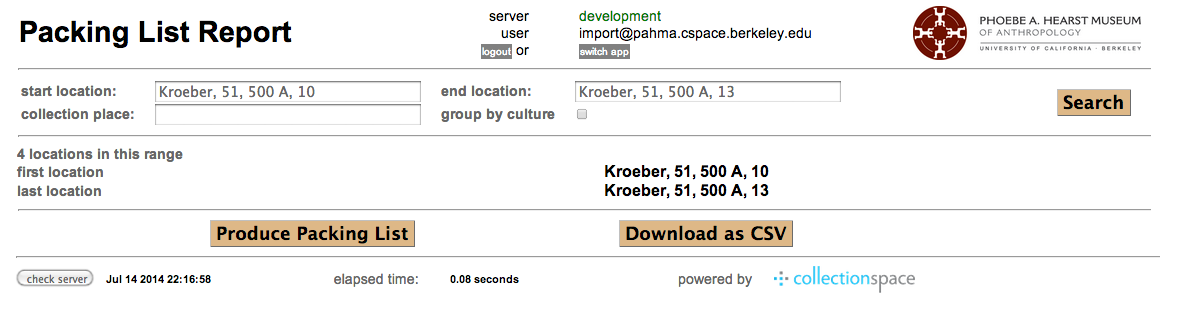 Packing List Report
server development
user import@pahma.cspace.berkeley.edu
logout or switch app
PHOEBE A. HEARST MUSEUM
OF ANTHROPOLOGY
UNIVERSITY OF CALIFORNIA · BERKELEY
start location: Kroeber, 51, 500 A, 10 end location: Kroeber, 51, 500 A, 13
collection place: group by culture
Search
4 locations in this range
first location Kroeber, 51, 500 A, 10
last location Kroeber, 51, 500 A, 13
Produce Packing List Download as CSV
check server Jul 14 2014 22:16:58 elapsed time: 0.08 seconds powered by collectionspace